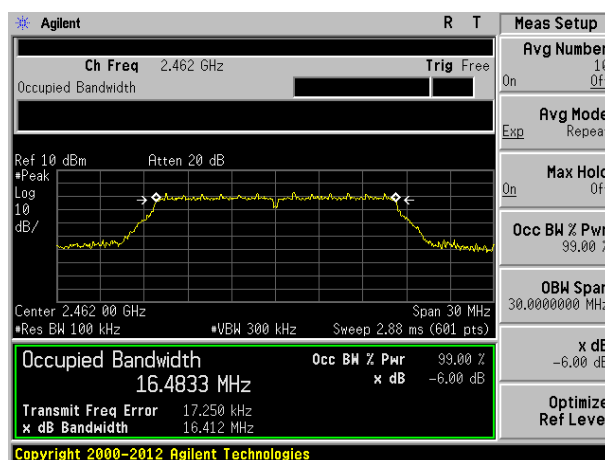 Agilent R T Meas Setup
Ch Freq 2.462 GHz Trig Free
Occupied Bandwidth
Ref 10 dBm Atten 20 dB
#Peak
Log
10
dB/
Center 2.462 00 GHz Span 30 MHz
#Res BW 100 kHz #VBW 300 kHz Sweep 2.88 ms (601 pts)
Occupied Bandwidth Occ BW % Pwr 99.00 %
16.4833 MHz x dB -6.00 dB
Transmit Freq Error 17.250 kHz
x dB Bandwidth 16.412 MHz
Copyright 2000-2012 Agilent Technologies
Avg Number
10
On Of
Avg Mode
Exp Repea
Max Hold
On Of
Occ BW % Pwr
99.00 %
OBW Span
30.0000000 MHz
x dB
-6.00 dB
Optimize
Ref Leve